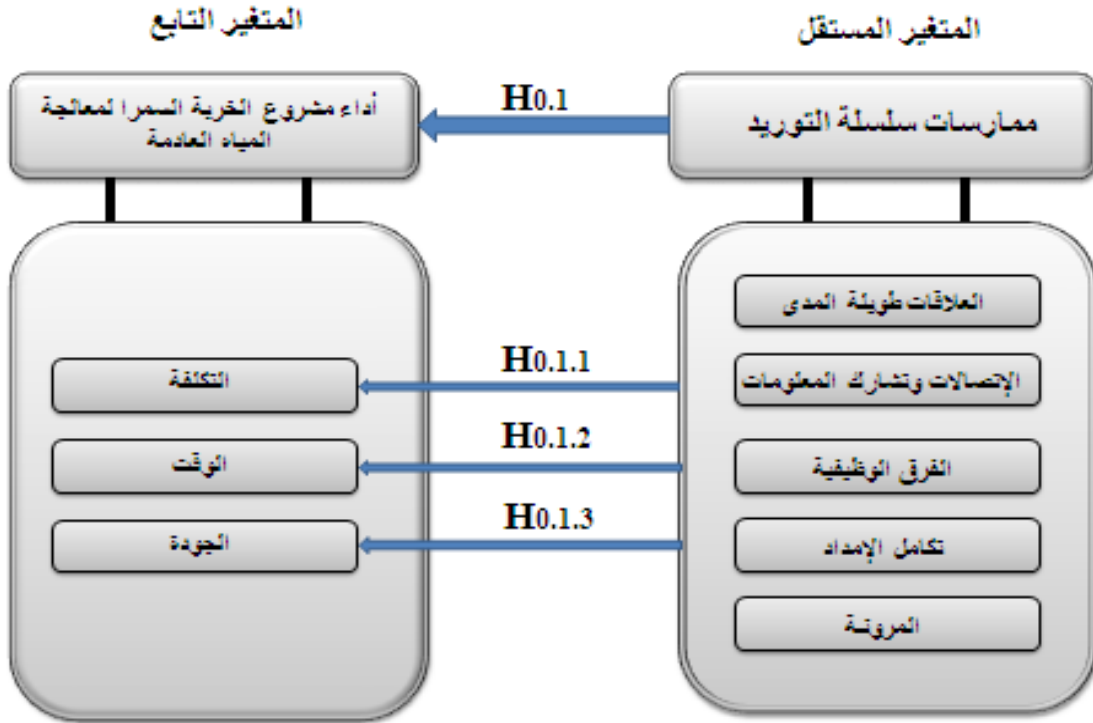 المتغير المستقل
المتغير التابع
ممارسات سلسلة التوريد
H0.1
أداء مشروع الخربة السمرا لمعالجة
المياه العادمة
العلاقات طويلة المدى
الإتصالات وتشارك المعلومات
الفرق الوظيفية
تكامل الإمداد
المرونة
H0.1.1
H0.1.2
H0.1.3
التكلفة
الوقت
الجودة